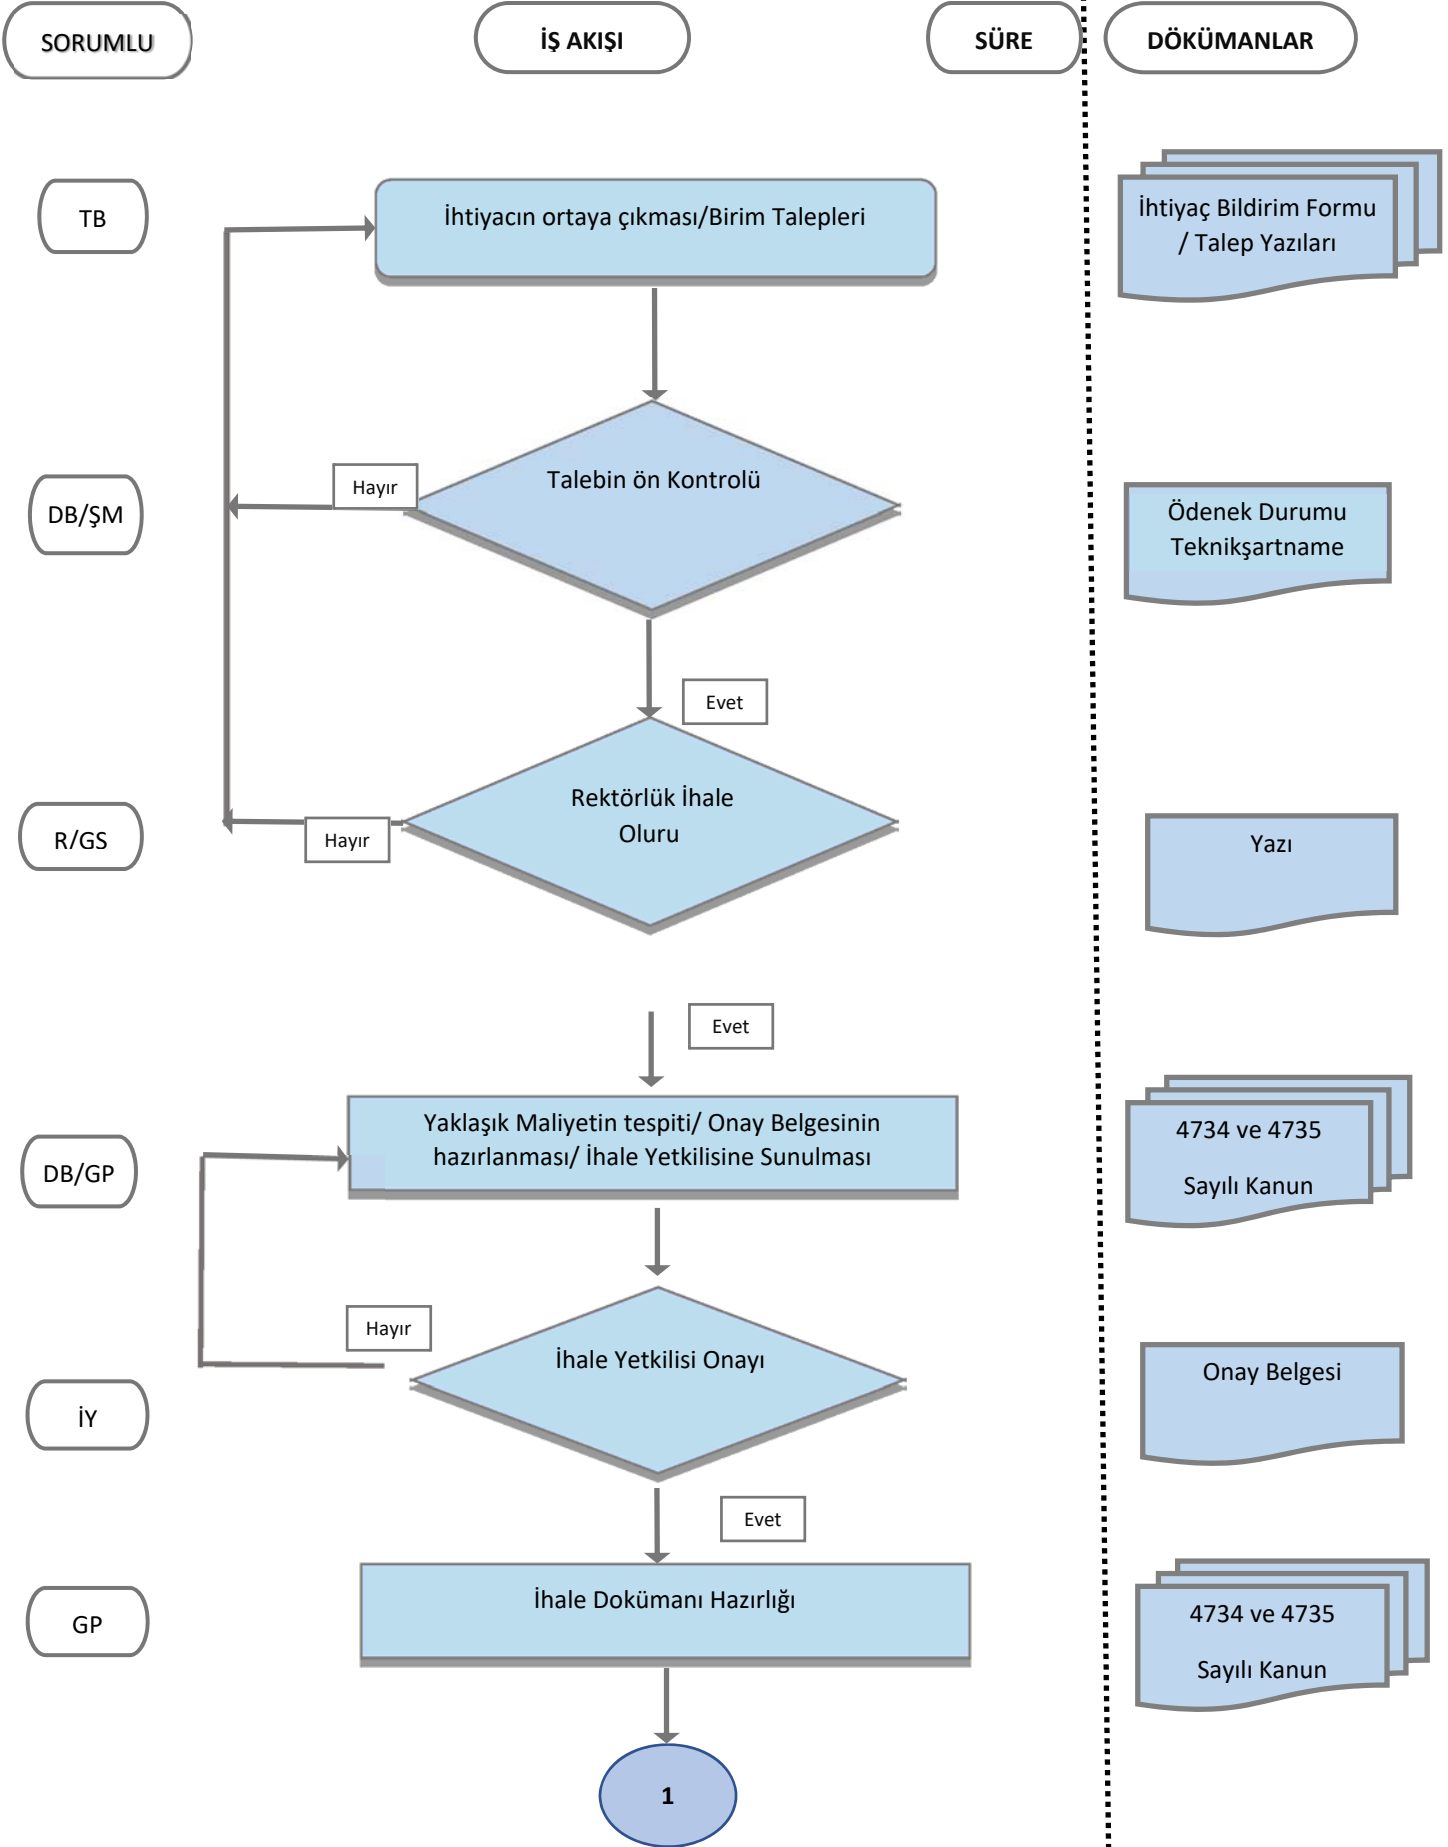 SORUMLU
İŞ AKIŞI
SÜRE
DÖKÜMANLAR
TB
İhtiyacın ortaya çıkması/Birim Talepleri
İhtiyaç Bildirim Formu
/ Talep Yazıları
DB/ŞM
Hayır
Talebin ön Kontrolü
Ödenek Durumu
Teknikşartname
Evet
R/GS
Hayır
Rektörlük İhale
Oluru
Yazı
Evet
DB/GP
Yaklaşık Maliyetin tespiti/ Onay Belgesinin
hazırlanması/ İhale Yetkilisine Sunulması
4734 ve 4735
Sayılı Kanun
Hayır
İhale Yetkilisi Onayı
Onay Belgesi
İY
Evet
GP
İhale Dokümanı Hazırlığı
4734 ve 4735
Sayılı Kanun
1